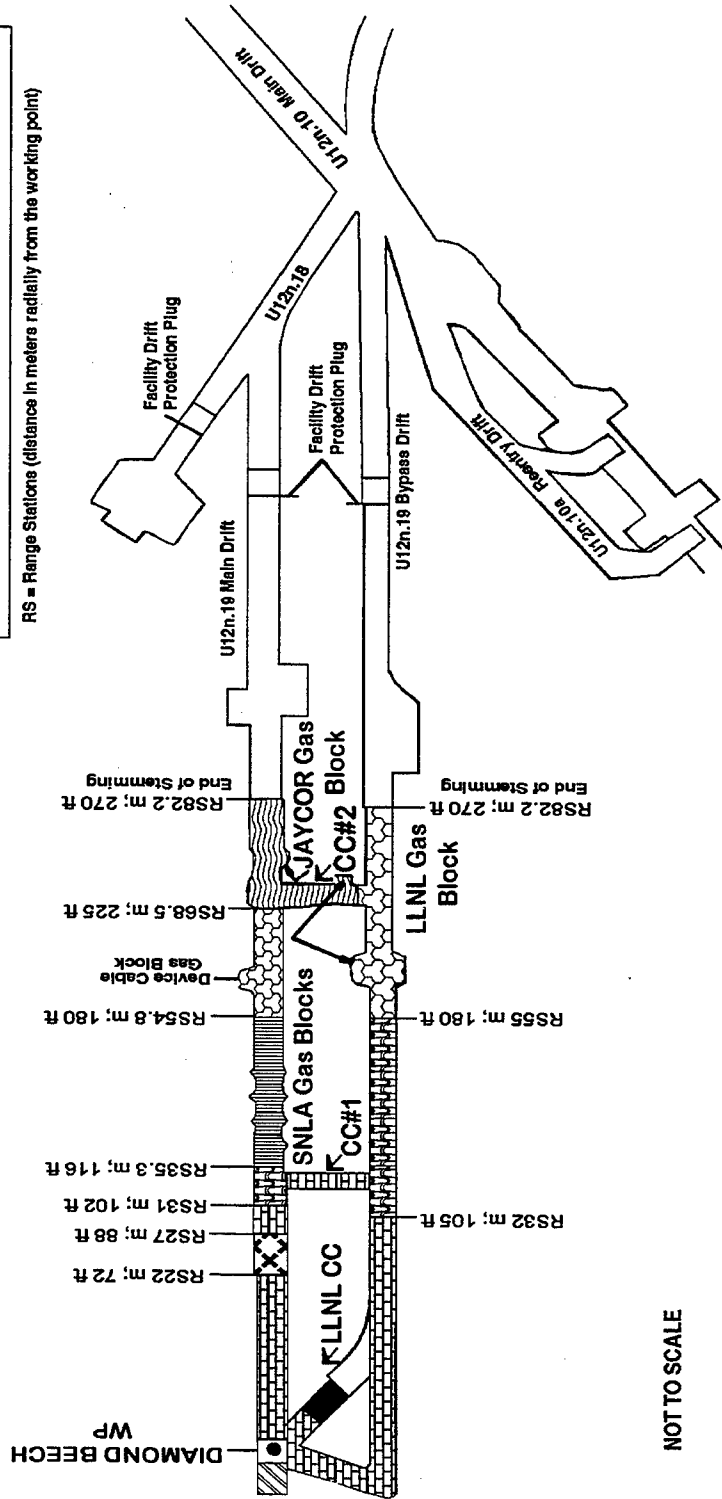 RS = Range Stations (distance in meters radially from the working point)
U12n.10 Main Drift
U12n.18
Facility Drift
Protection Plug
Facility Drift
Protection Plug
U12n.19 Main Drift
U12n.19 Bypass Drift
U12n.10a Reentry Drift
End of Stemming
RS82.2 m; 270 ft
JAYCOR Gas
Block
CC#2
RS68.5 m; 225 ft
Device Cable
Gas Block
RS54.8 m; 180 ft
SNLA Gas Blocks
CC#1
RS35.3 m; 116 ft
RS31 m; 102 ft
RS27 m; 88 ft
RS22 m; 72 ft
LLNL CC
DIAMOND BEECH
WP
End of Stemming
RS82.2 m; 270 ft
LLNL Gas
Block
RS55 m; 180 ft
RS32 m; 105 ft
NOT TO SCALE